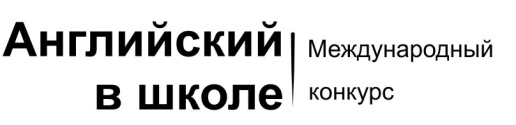 Английский
в школе
Международный
конкурс